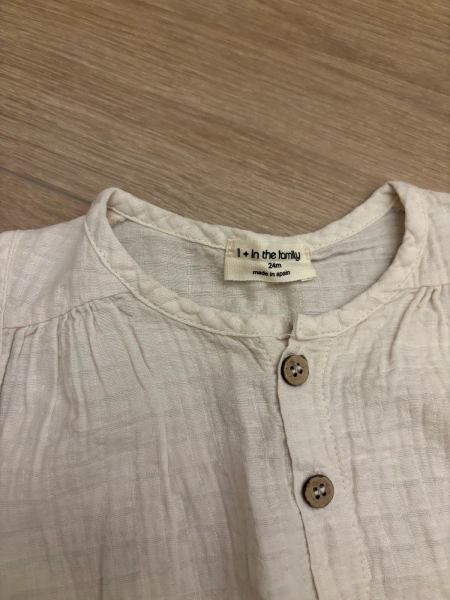 1 + in the family
24m
made in spain